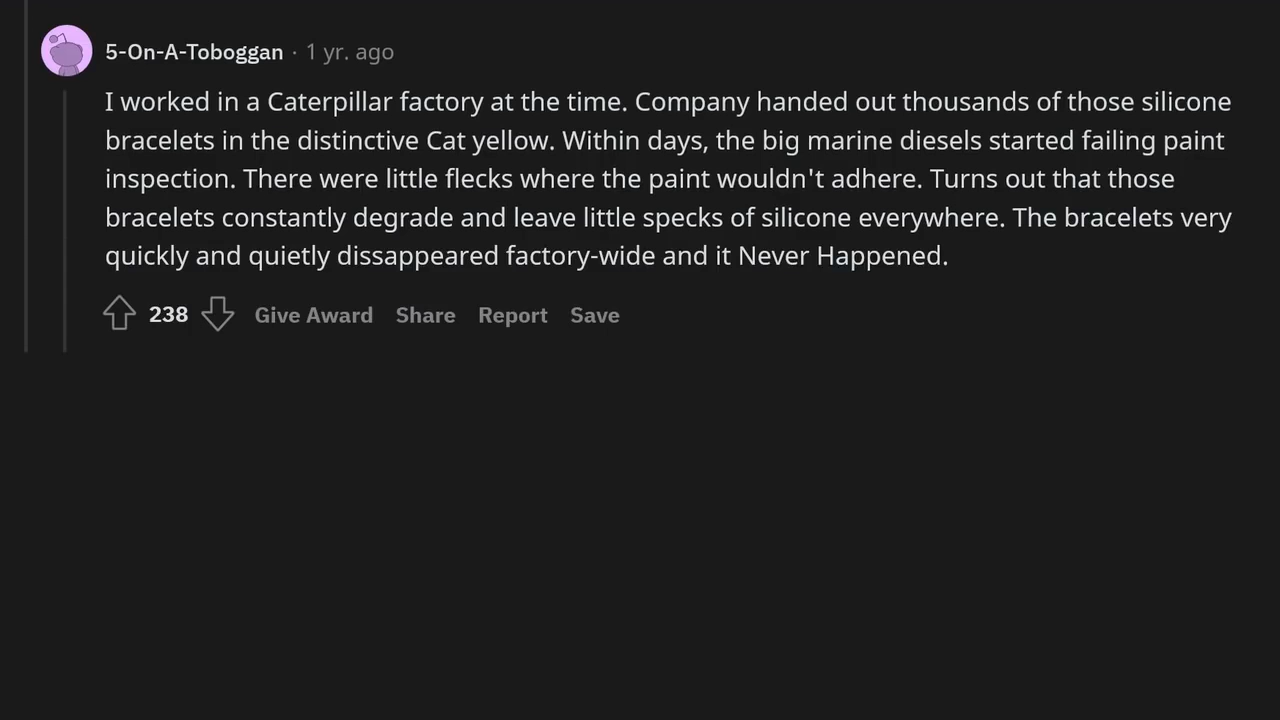 5-On-A-Toboggan · 1 yr. ago
I worked in a Caterpillar factory at the time. Company handed out thousands of those silicone
bracelets in the distinctive Cat yellow. Within days, the big marine diesels started failing paint
inspection. There were little flecks where the paint wouldn't adhere. Turns out that those
bracelets constantly degrade and leave little specks of silicone everywhere. The bracelets very
quickly and quietly dissappeared factory-wide and it Never Happened.
238 Give Award Share Report Save